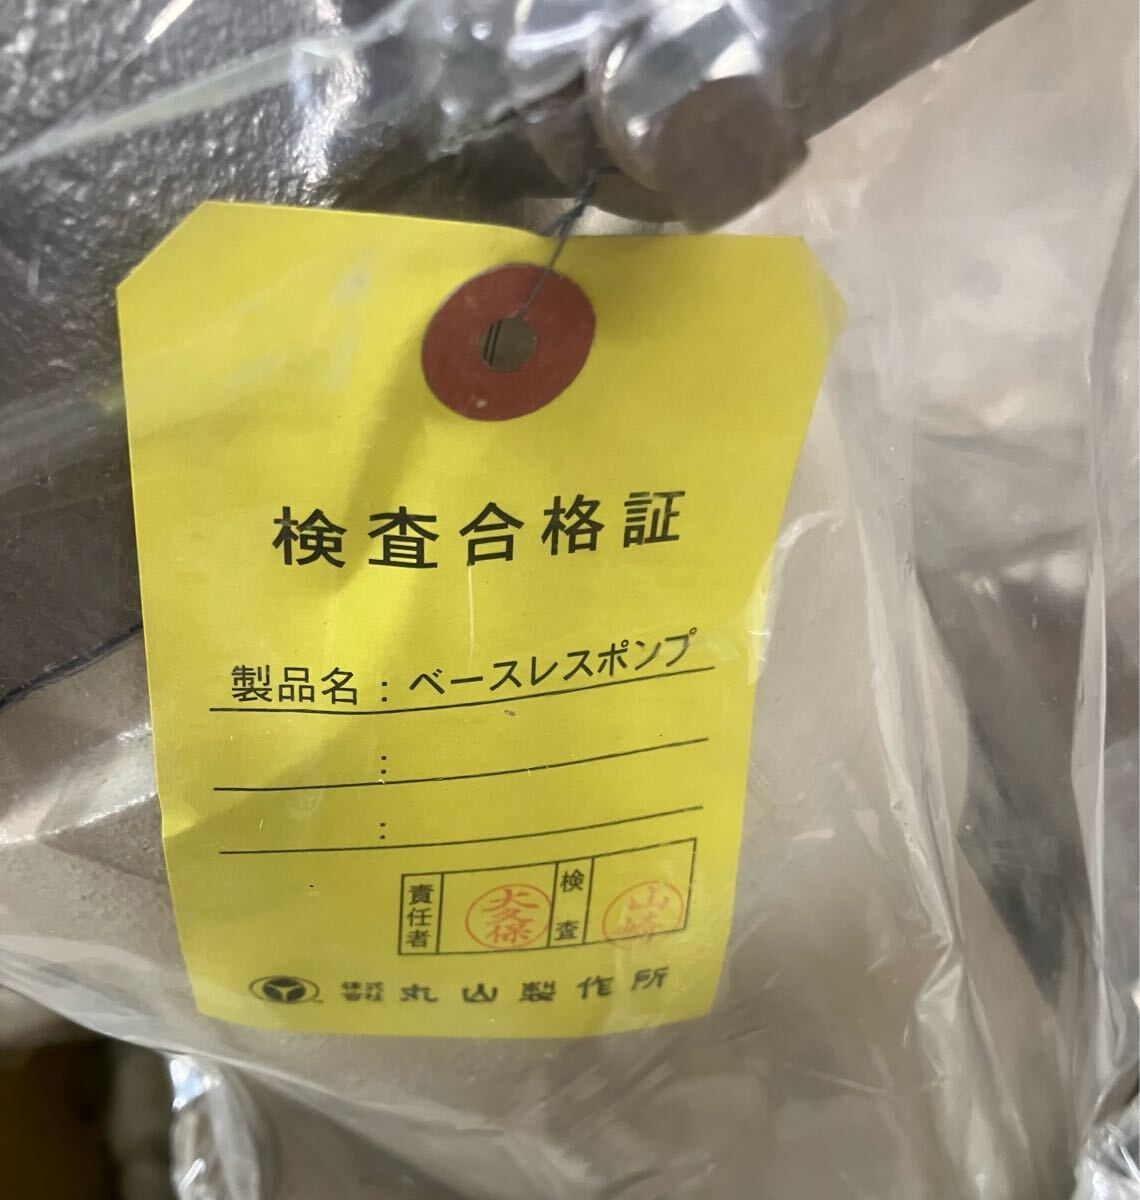 検査合格証
製品名：ベースレスポンプ
：
：
責任者 大久保 検査 山崎
株式会社 丸山製作所